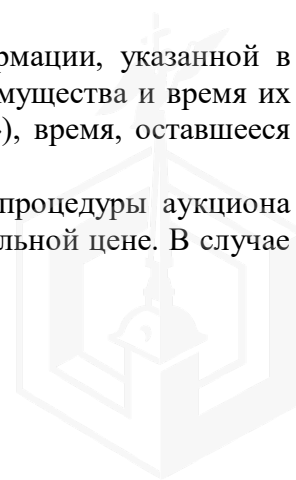 рмации, указанной в
мущества и время их
), время, оставшееся
процедуры аукциона
льной цене. В случае